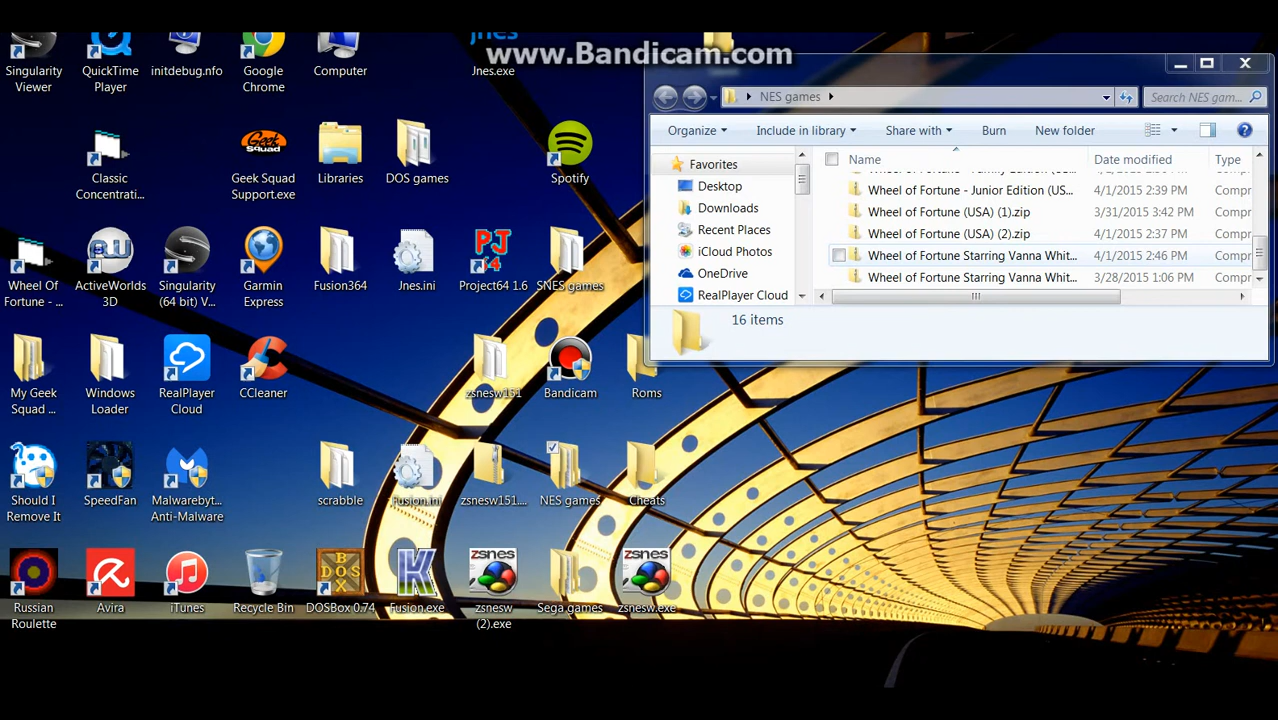 www.Bandicam.com
Singularity
Viewer
QuickTime
Player
initdebug.nfo
Google
Chrome
Computer
Jnes.exe
Classic
Concentrati...
Geek Squad
Support.exe
Libraries
DOS games
Spotify
Wheel Of
Fortune - ...
ActiveWorlds
3D
Singularity
(64 bit) V...
Garmin
Express
Fusion364
Jnes.ini
PJ
64
Project64 1.6
SNES games
My Geek
Squad ...
Windows
Loader
RealPlayer
Cloud
CCleaner
zsnesw151
Bandicam
Roms
Should I
Remove It
SpeedFan
Malwarebyt...
Anti-Malware
scrabble
Fusion.ini
zsnesw151....
NES games
Cheats
Russian
Roulette
Avira
iTunes
Recycle Bin
DOSBox 0.74
Fusion.exe
zsnes
zsnesw
(2).exe
Sega games
zsnes
zsnesw.exe
NES games
Search NES gam...
Organize
Include in library
Share with
Burn
New folder
Favorites
Desktop
Downloads
Recent Places
iCloud Photos
OneDrive
RealPlayer Cloud
Name Date modified Type
Wheel of Fortune - Junior Edition (US... 4/1/2015 2:39 PM Compr
Wheel of Fortune (USA) (1).zip 3/31/2015 3:42 PM Compr
Wheel of Fortune (USA) (2).zip 4/1/2015 2:37 PM Compr
Wheel of Fortune Starring Vanna Whit... 4/1/2015 2:46 PM Compr
Wheel of Fortune Starring Vanna Whit... 3/28/2015 1:06 PM Compr
16 items